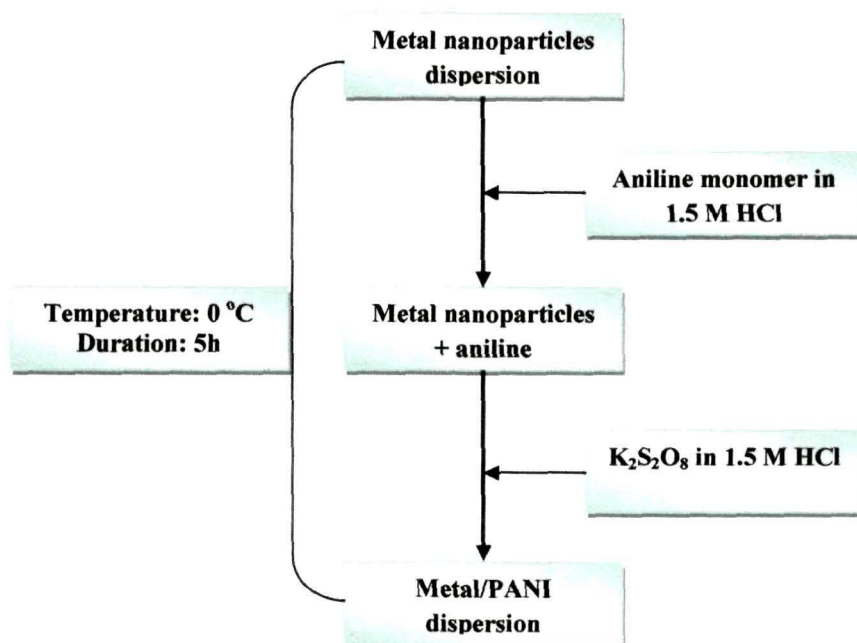 Metal nanoparticles
dispersion
Aniline monomer in
1.5 M HCl
Temperature: 0 °C
Duration: 5h
Metal nanoparticles
+ aniline
K₂S₂O₈ in 1.5 M HCl
Metal/PANI
dispersion